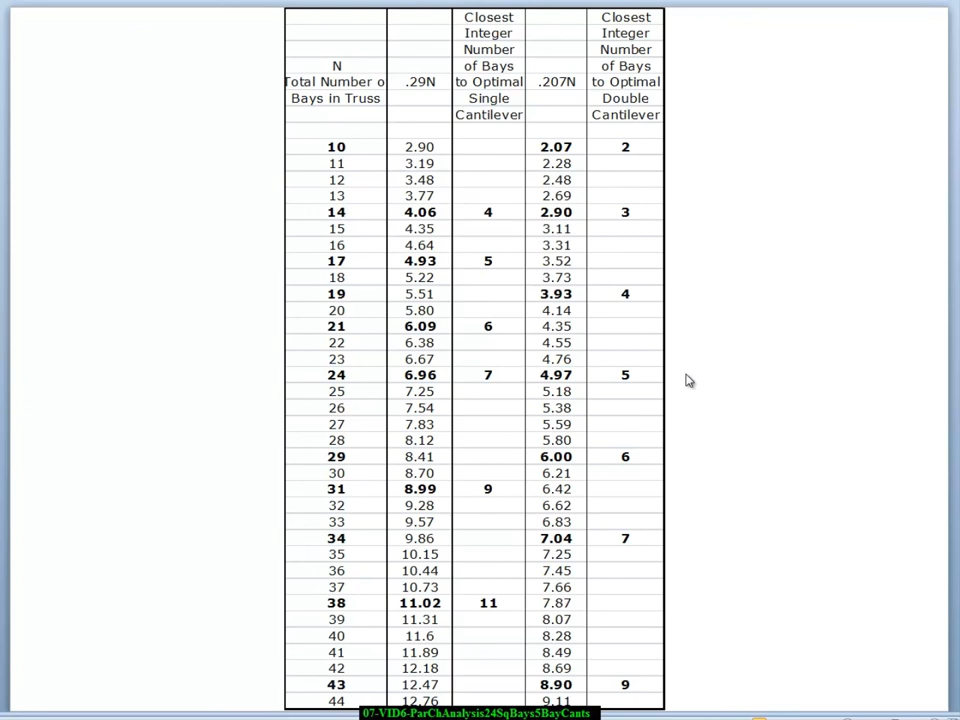 N
Total Number o
Bays in Truss
.29N
Closest
Integer
Number
of Bays
to Optimal
Single
Cantilever
.207N
Closest
Integer
Number
of Bays
to Optimal
Double
Cantilever
10 2.90 2.07 2
11 3.19 2.28
12 3.48 2.48
13 3.77 2.69
14 4.06 4 2.90 3
15 4.35 3.11
16 4.64 3.31
17 4.93 5 3.52
18 5.22 3.73
19 5.51 3.93 4
20 5.80 4.14
21 6.09 6 4.35
22 6.38 4.55
23 6.67 4.76
24 6.96 7 4.97 5
25 7.25 5.18
26 7.54 5.38
27 7.83 5.59
28 8.12 5.80
29 8.41 6.00 6
30 8.70 6.21
31 8.99 9 6.42
32 9.28 6.62
33 9.57 6.83
34 9.86 7.04 7
35 10.15 7.25
36 10.44 7.45
37 10.73 7.66
38 11.02 11 7.87
39 11.31 8.07
40 11.6 8.28
41 11.89 8.49
42 12.18 8.69
43 12.47 8.90 9
44 12.76 9.11
07-VID6-ParChAnalysis24SqBays5BayCants